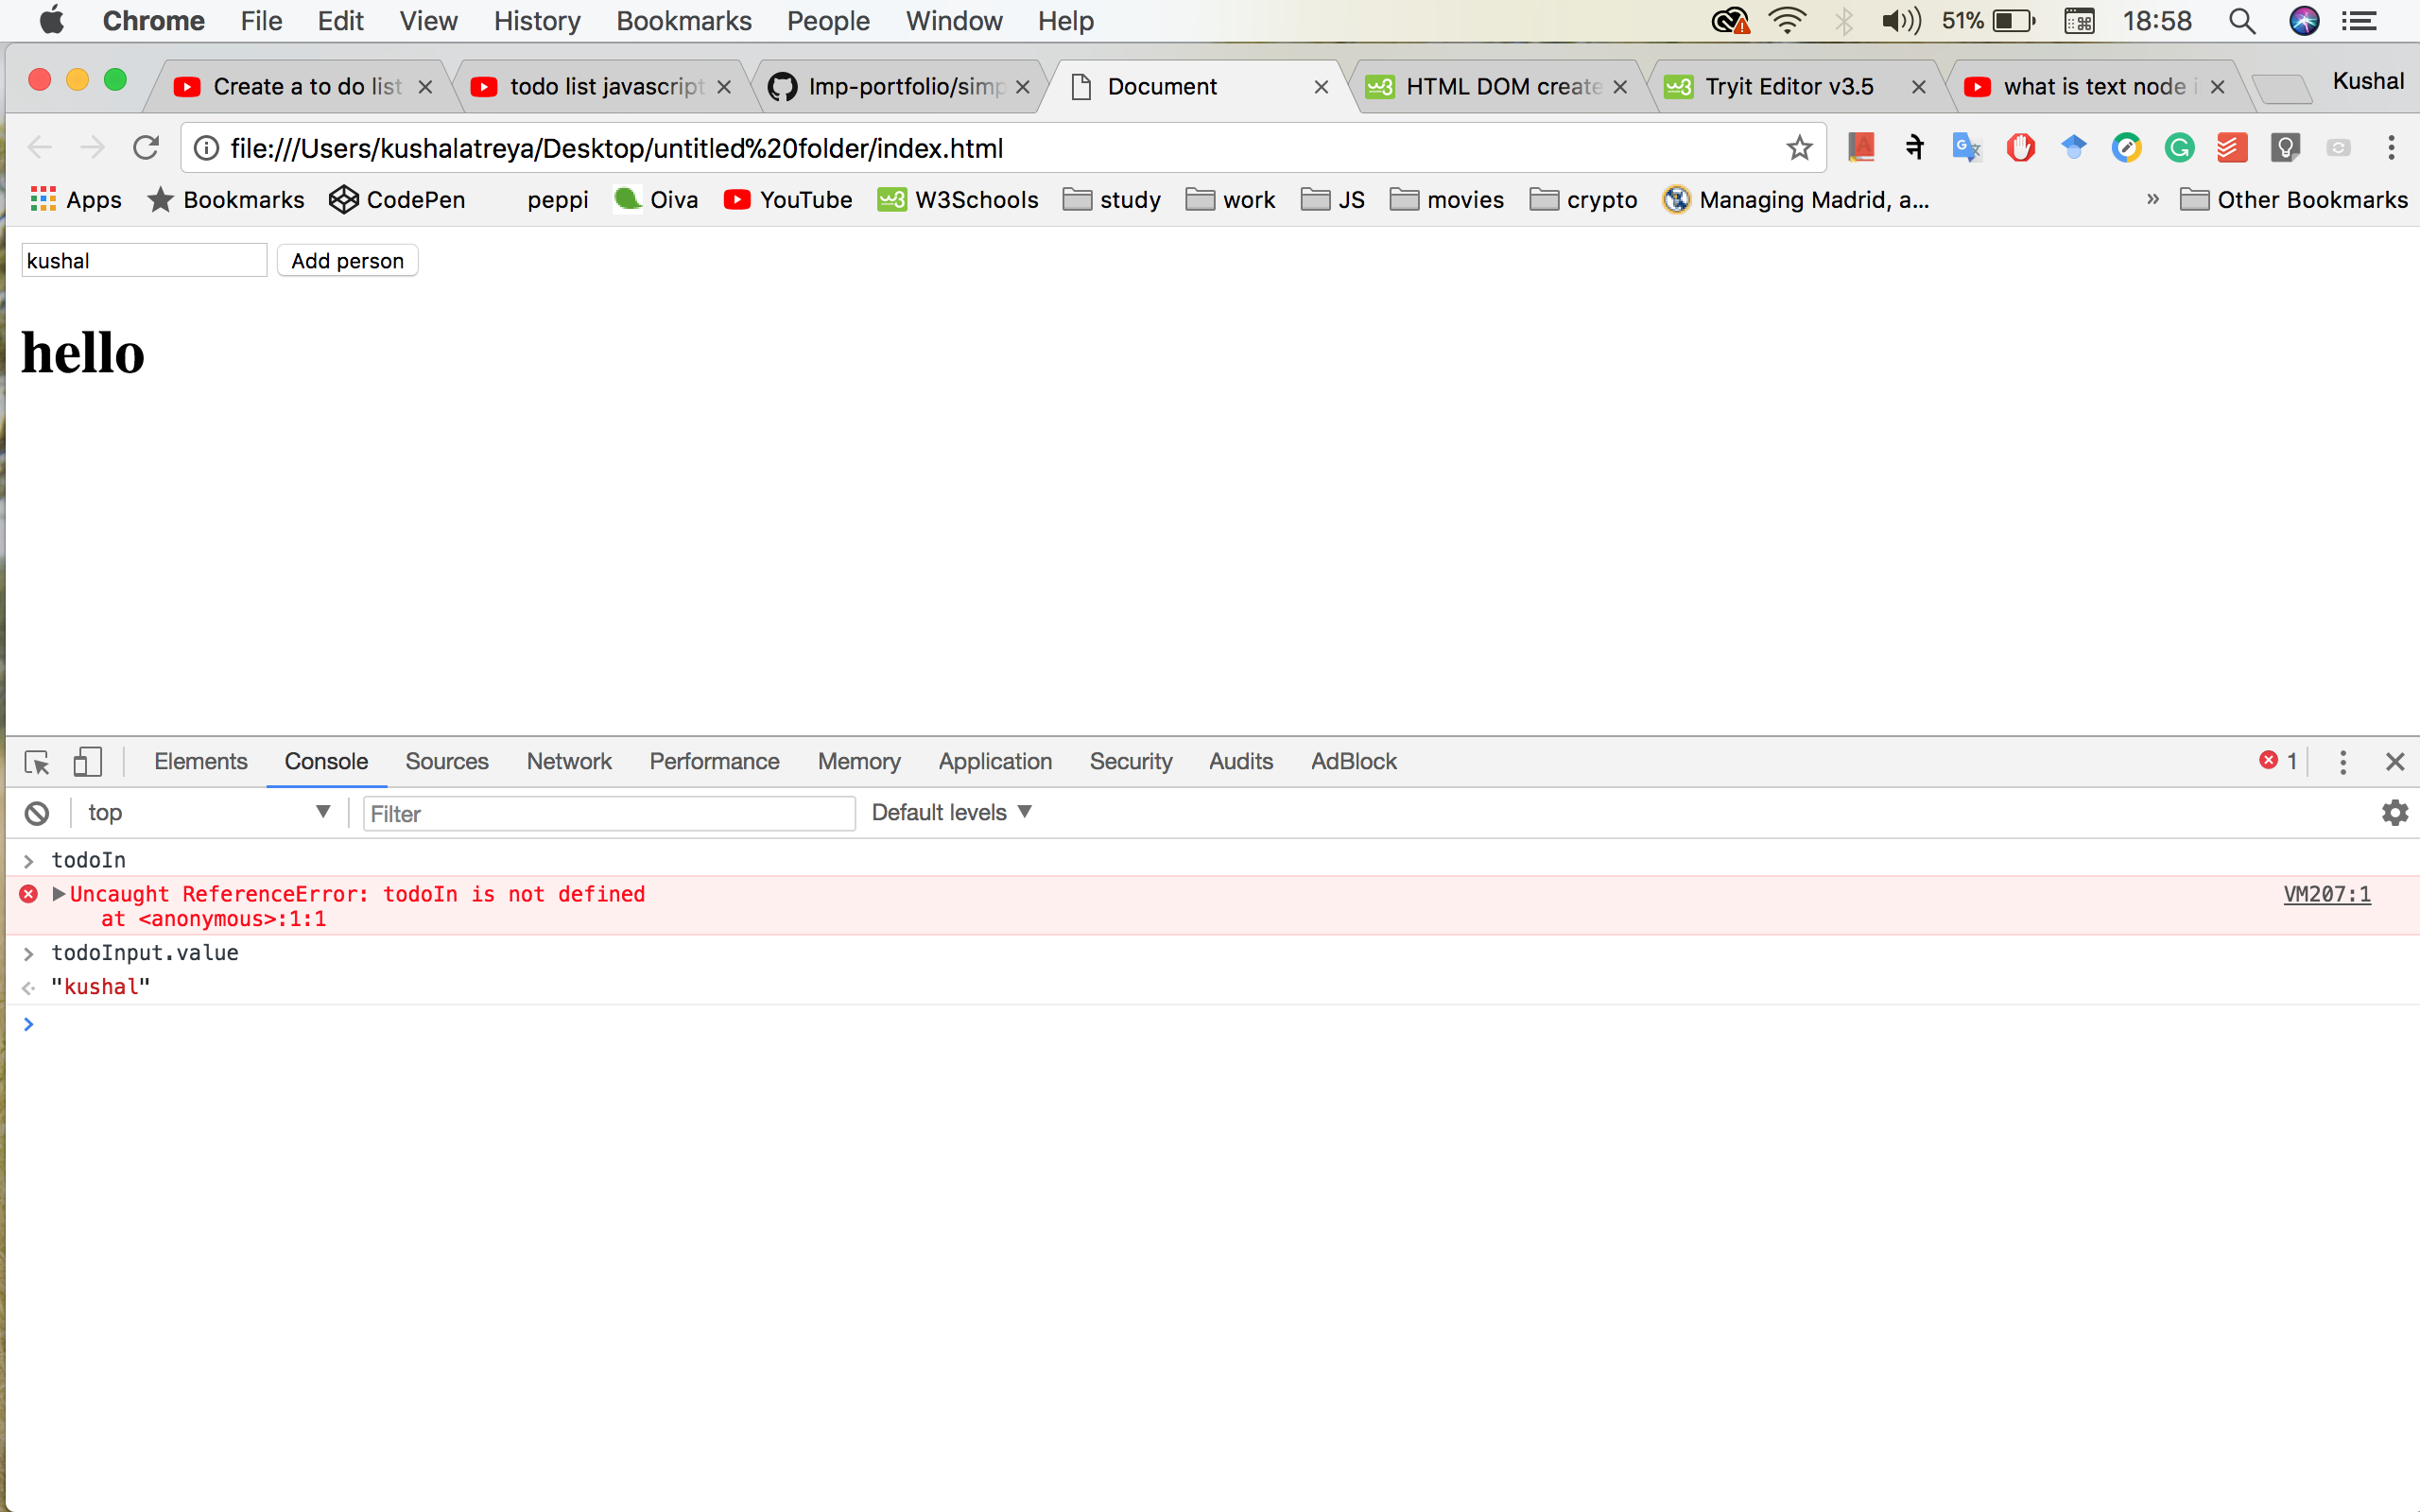 Chrome File Edit View History Bookmarks People Window Help 51% 18:58
Create a to do list todo list javascript Imp-portfolio/simp Document HTML DOM create Tryit Editor v3.5 what is text node i Kushal
file:///Users/kushalatreya/Desktop/untitled%20folder/index.html
Apps Bookmarks CodePen peppi Oiva YouTube W3Schools study work JS movies crypto Managing Madrid, a... » Other Bookmarks
kushal Add person
hello
Elements Console Sources Network Performance Memory Application Security Audits AdBlock 1
top Filter Default levels
todoIn
Uncaught ReferenceError: todoIn is not defined VM207:1
at <anonymous>:1:1
todoInput.value
"kushal"